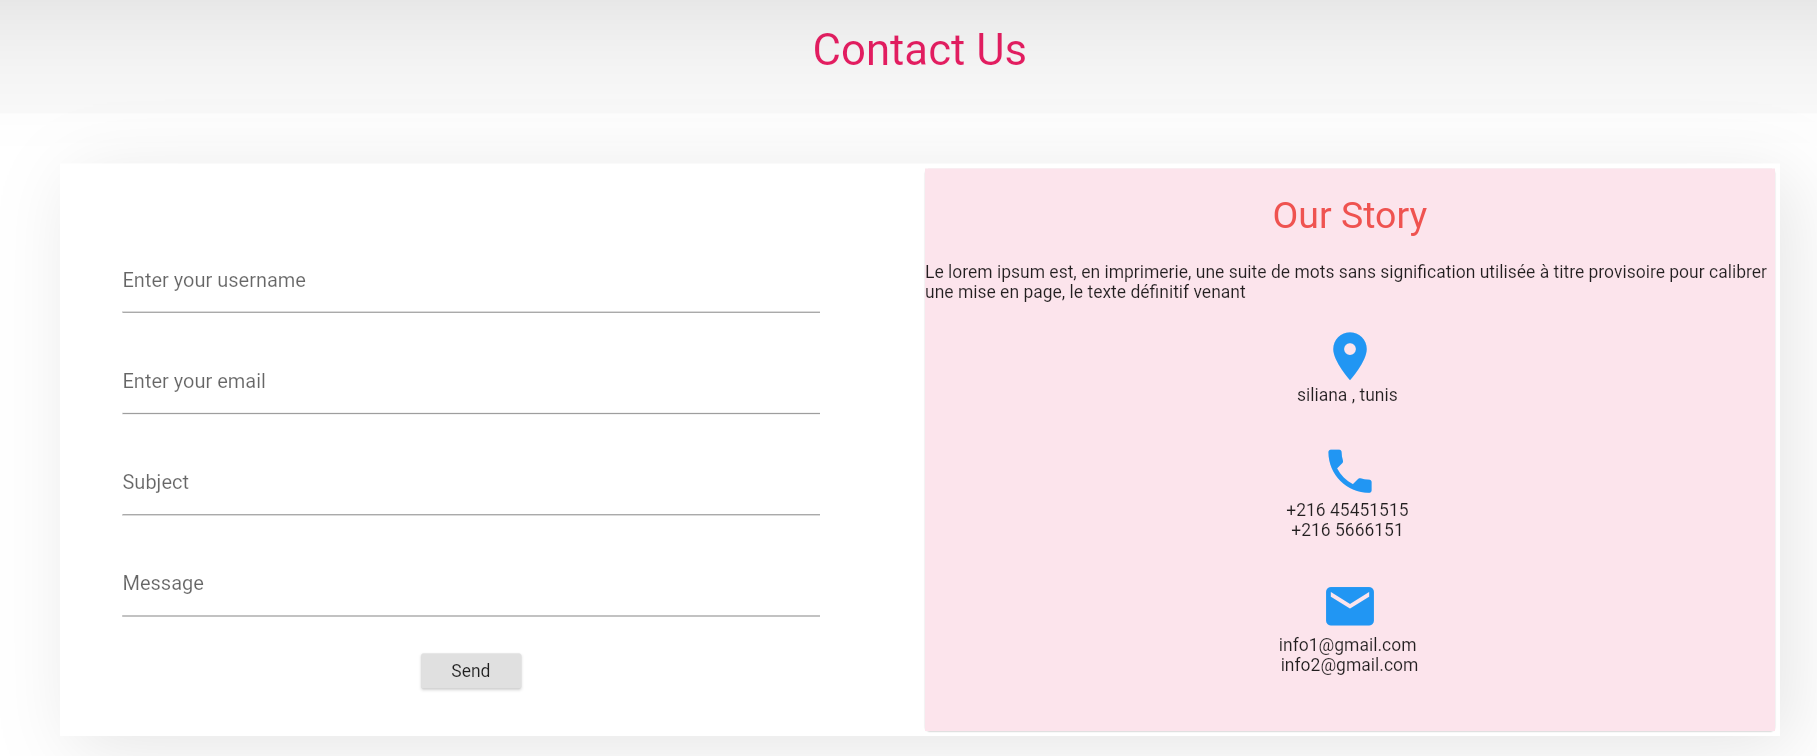 Contact Us
Enter your username
Enter your email
Subject
Message
Send
Our Story
Le lorem ipsum est, en imprimerie, une suite de mots sans signification utilisée à titre provisoire pour calibrer
une mise en page, le texte définitif venant
siliana , tunis
+216 45451515
+216 5666151
info1@gmail.com
info2@gmail.com